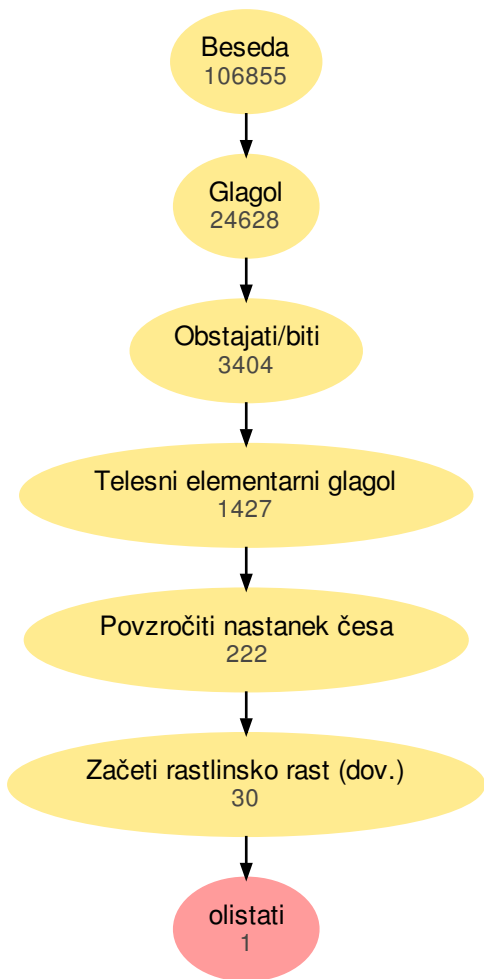 Beseda
106855
Glagol
24628
Obstajati/biti
3404
Telesni elementarni glagol
1427
Povzročiti nastanek česa
222
Začeti rastlinsko rast (dov.)
30
olistati
1